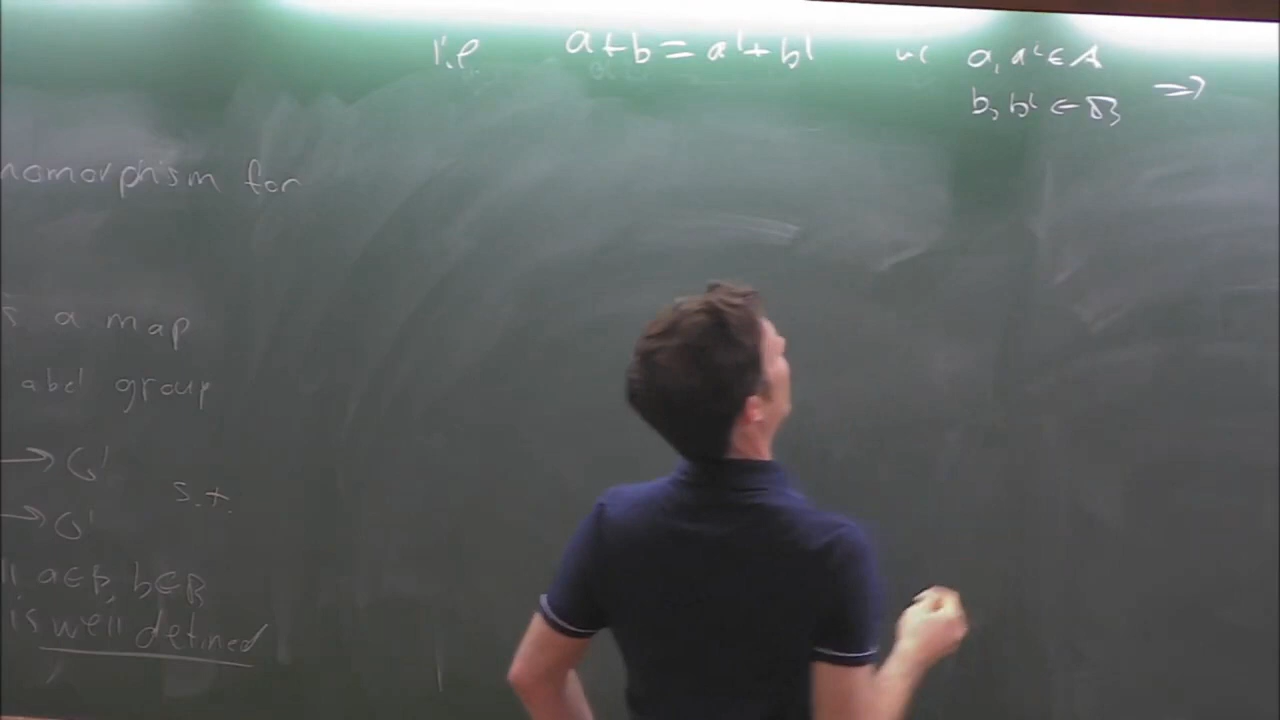 nomorphism for
s a map
abel group
→ G'
s.t.
→ G'
ll a∈B, b∈B
is well defined
i.e a+b = a'+b' w/ a, a' ∈ A
b, b' ∈ B ⇒